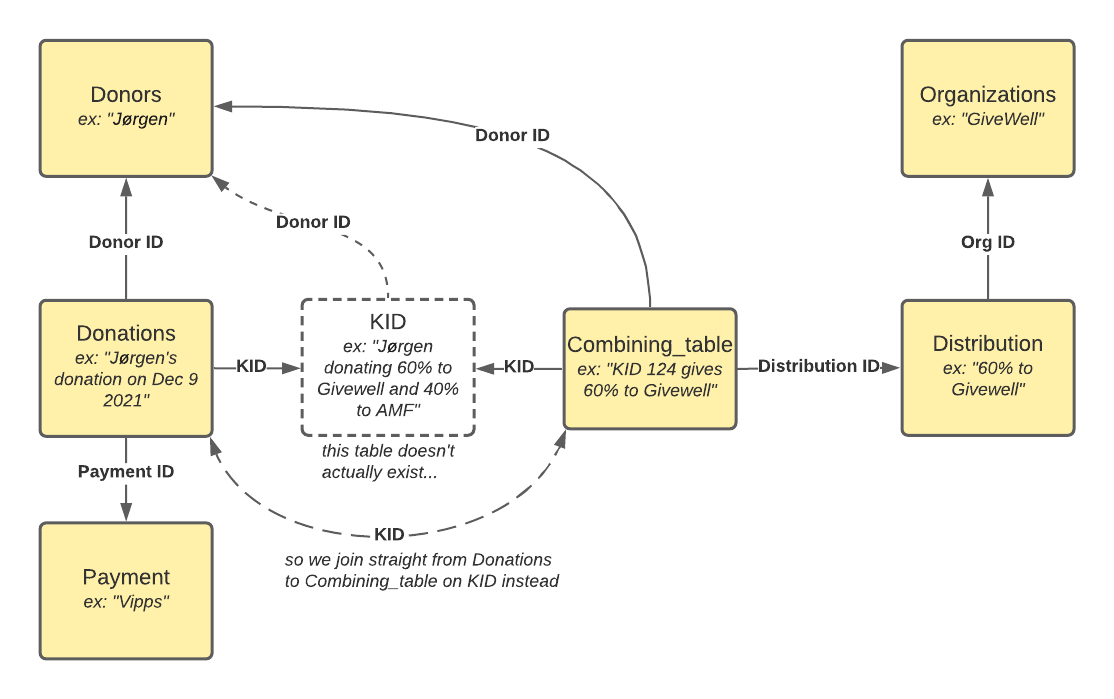 Donors
ex: "Jørgen"
Organizations
ex: "GiveWell"
Donor ID
Donor ID
Donor ID
Org ID
Donations
ex: "Jørgen's
donation on Dec 9
2021"
KID
KID
ex: "Jørgen
donating 60% to
Givewell and 40%
to AMF"
this table doesn't
actually exist...
KID
Combining_table
ex: "KID 124 gives
60% to Givewell"
Distribution ID
Distribution
ex: "60% to
Givewell"
Payment ID
KID
so we join straight from Donations
to Combining_table on KID instead
Payment
ex: "Vipps"